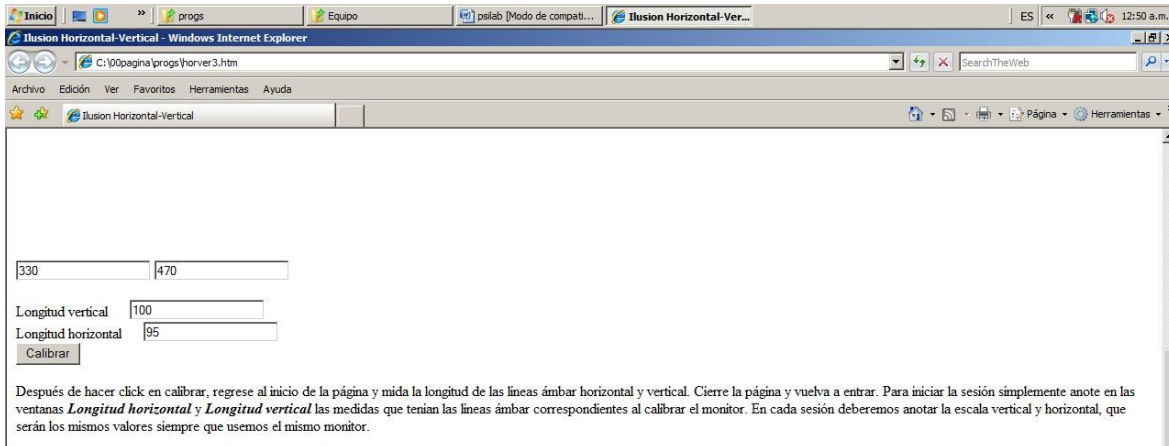 Inicio » progs Equipo psilab [Modo de compati... Ilusion Horizontal-Ver... ES « 12:50 a.m.
Ilusion Horizontal-Vertical - Windows Internet Explorer
C:\00pagina\progs\horver3.htm SearchTheWeb
Archivo Edición Ver Favoritos Herramientas Ayuda
Ilusion Horizontal-Vertical Página Herramientas
330 470
Longitud vertical 100
Longitud horizontal 95
Calibrar
Después de hacer click en calibrar, regrese al inicio de la página y mida la longitud de las lineas ámbar horizontal y vertical. Cierre la página y vuelva a entrar. Para iniciar la sesión simplemente anote en las
ventanas Longitud horizontal y Longitud vertical las medidas que tenian las lineas ámbar correspondientes al calibrar el monitor. En cada sesión deberemos anotar la escala vertical y horizontal, que
serán los mismos valores siempre que usemos el mismo monitor.